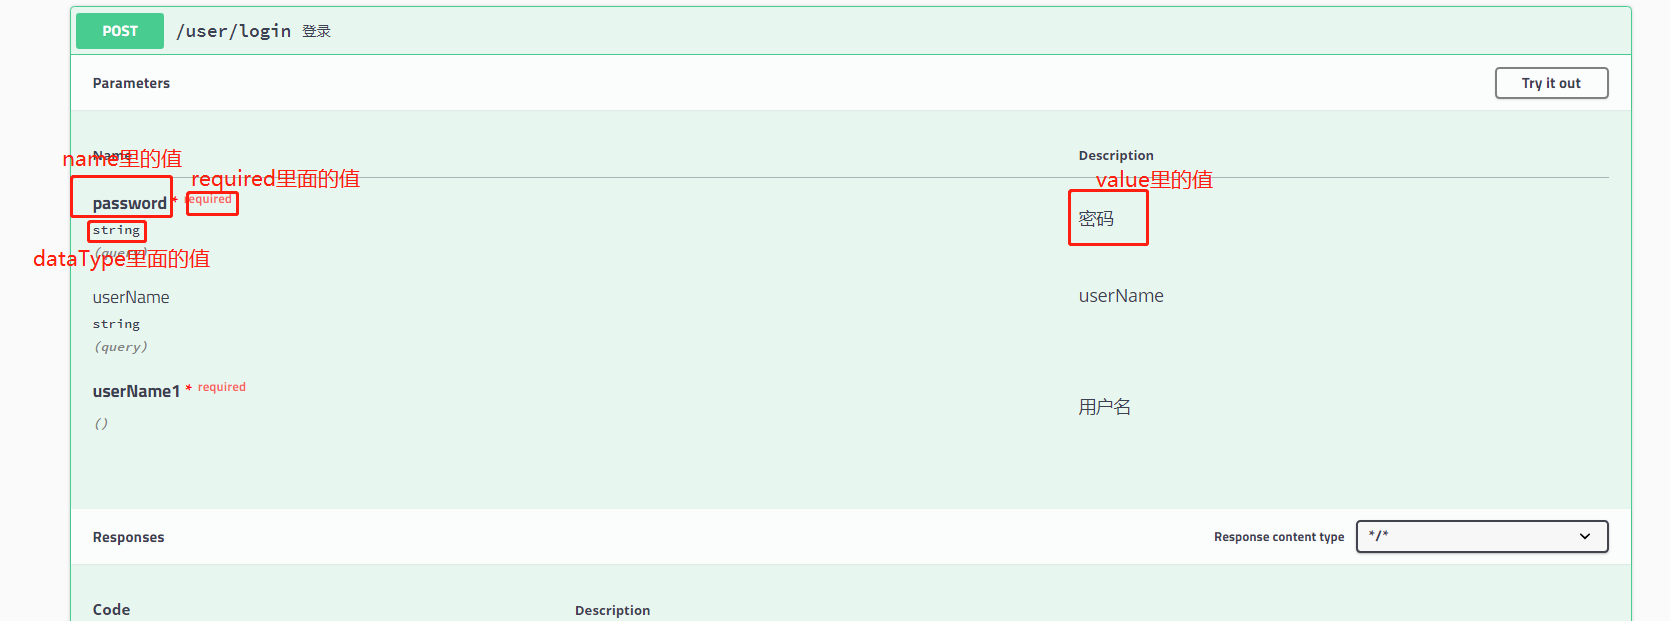 POST /user/login 登录
Parameters
Try it out
Name
Description
name里的值
required里面的值
value里的值
password * required
密码
string
(query)
dataType里面的值
userName
userName
string
(query)
userName1 * required
用户名
()
Responses
Response content type
*/*
Code
Description